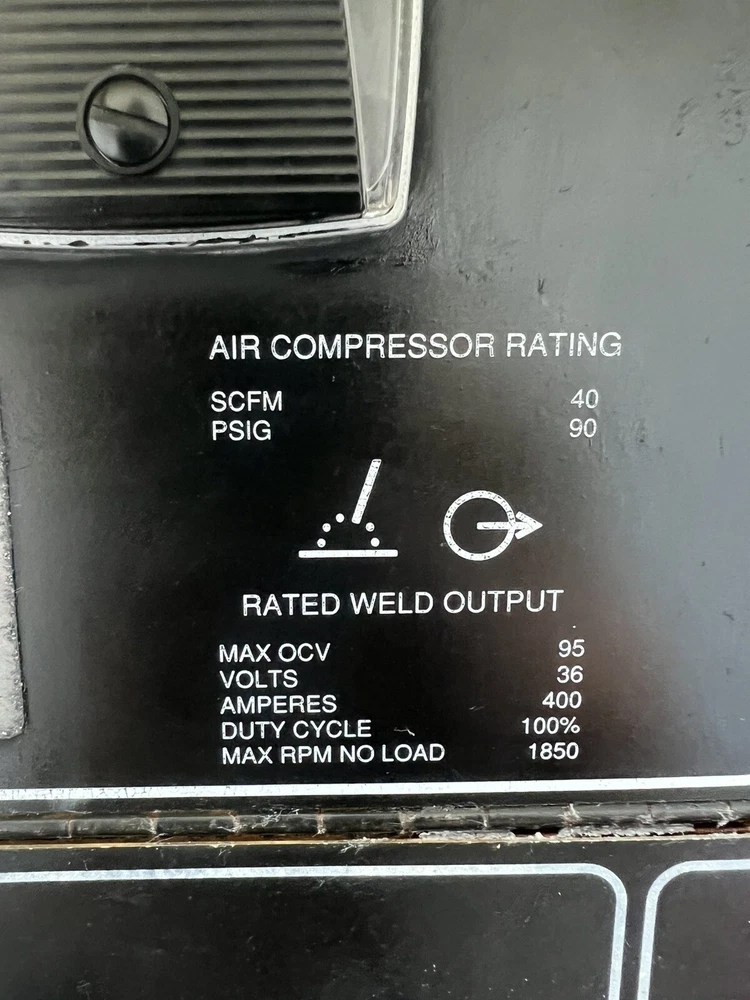 AIR COMPRESSOR RATING
SCFM 40
PSIG 90
RATED WELD OUTPUT
MAX OCV 95
VOLTS 36
AMPERES 400
DUTY CYCLE 100%
MAX RPM NO LOAD 1850